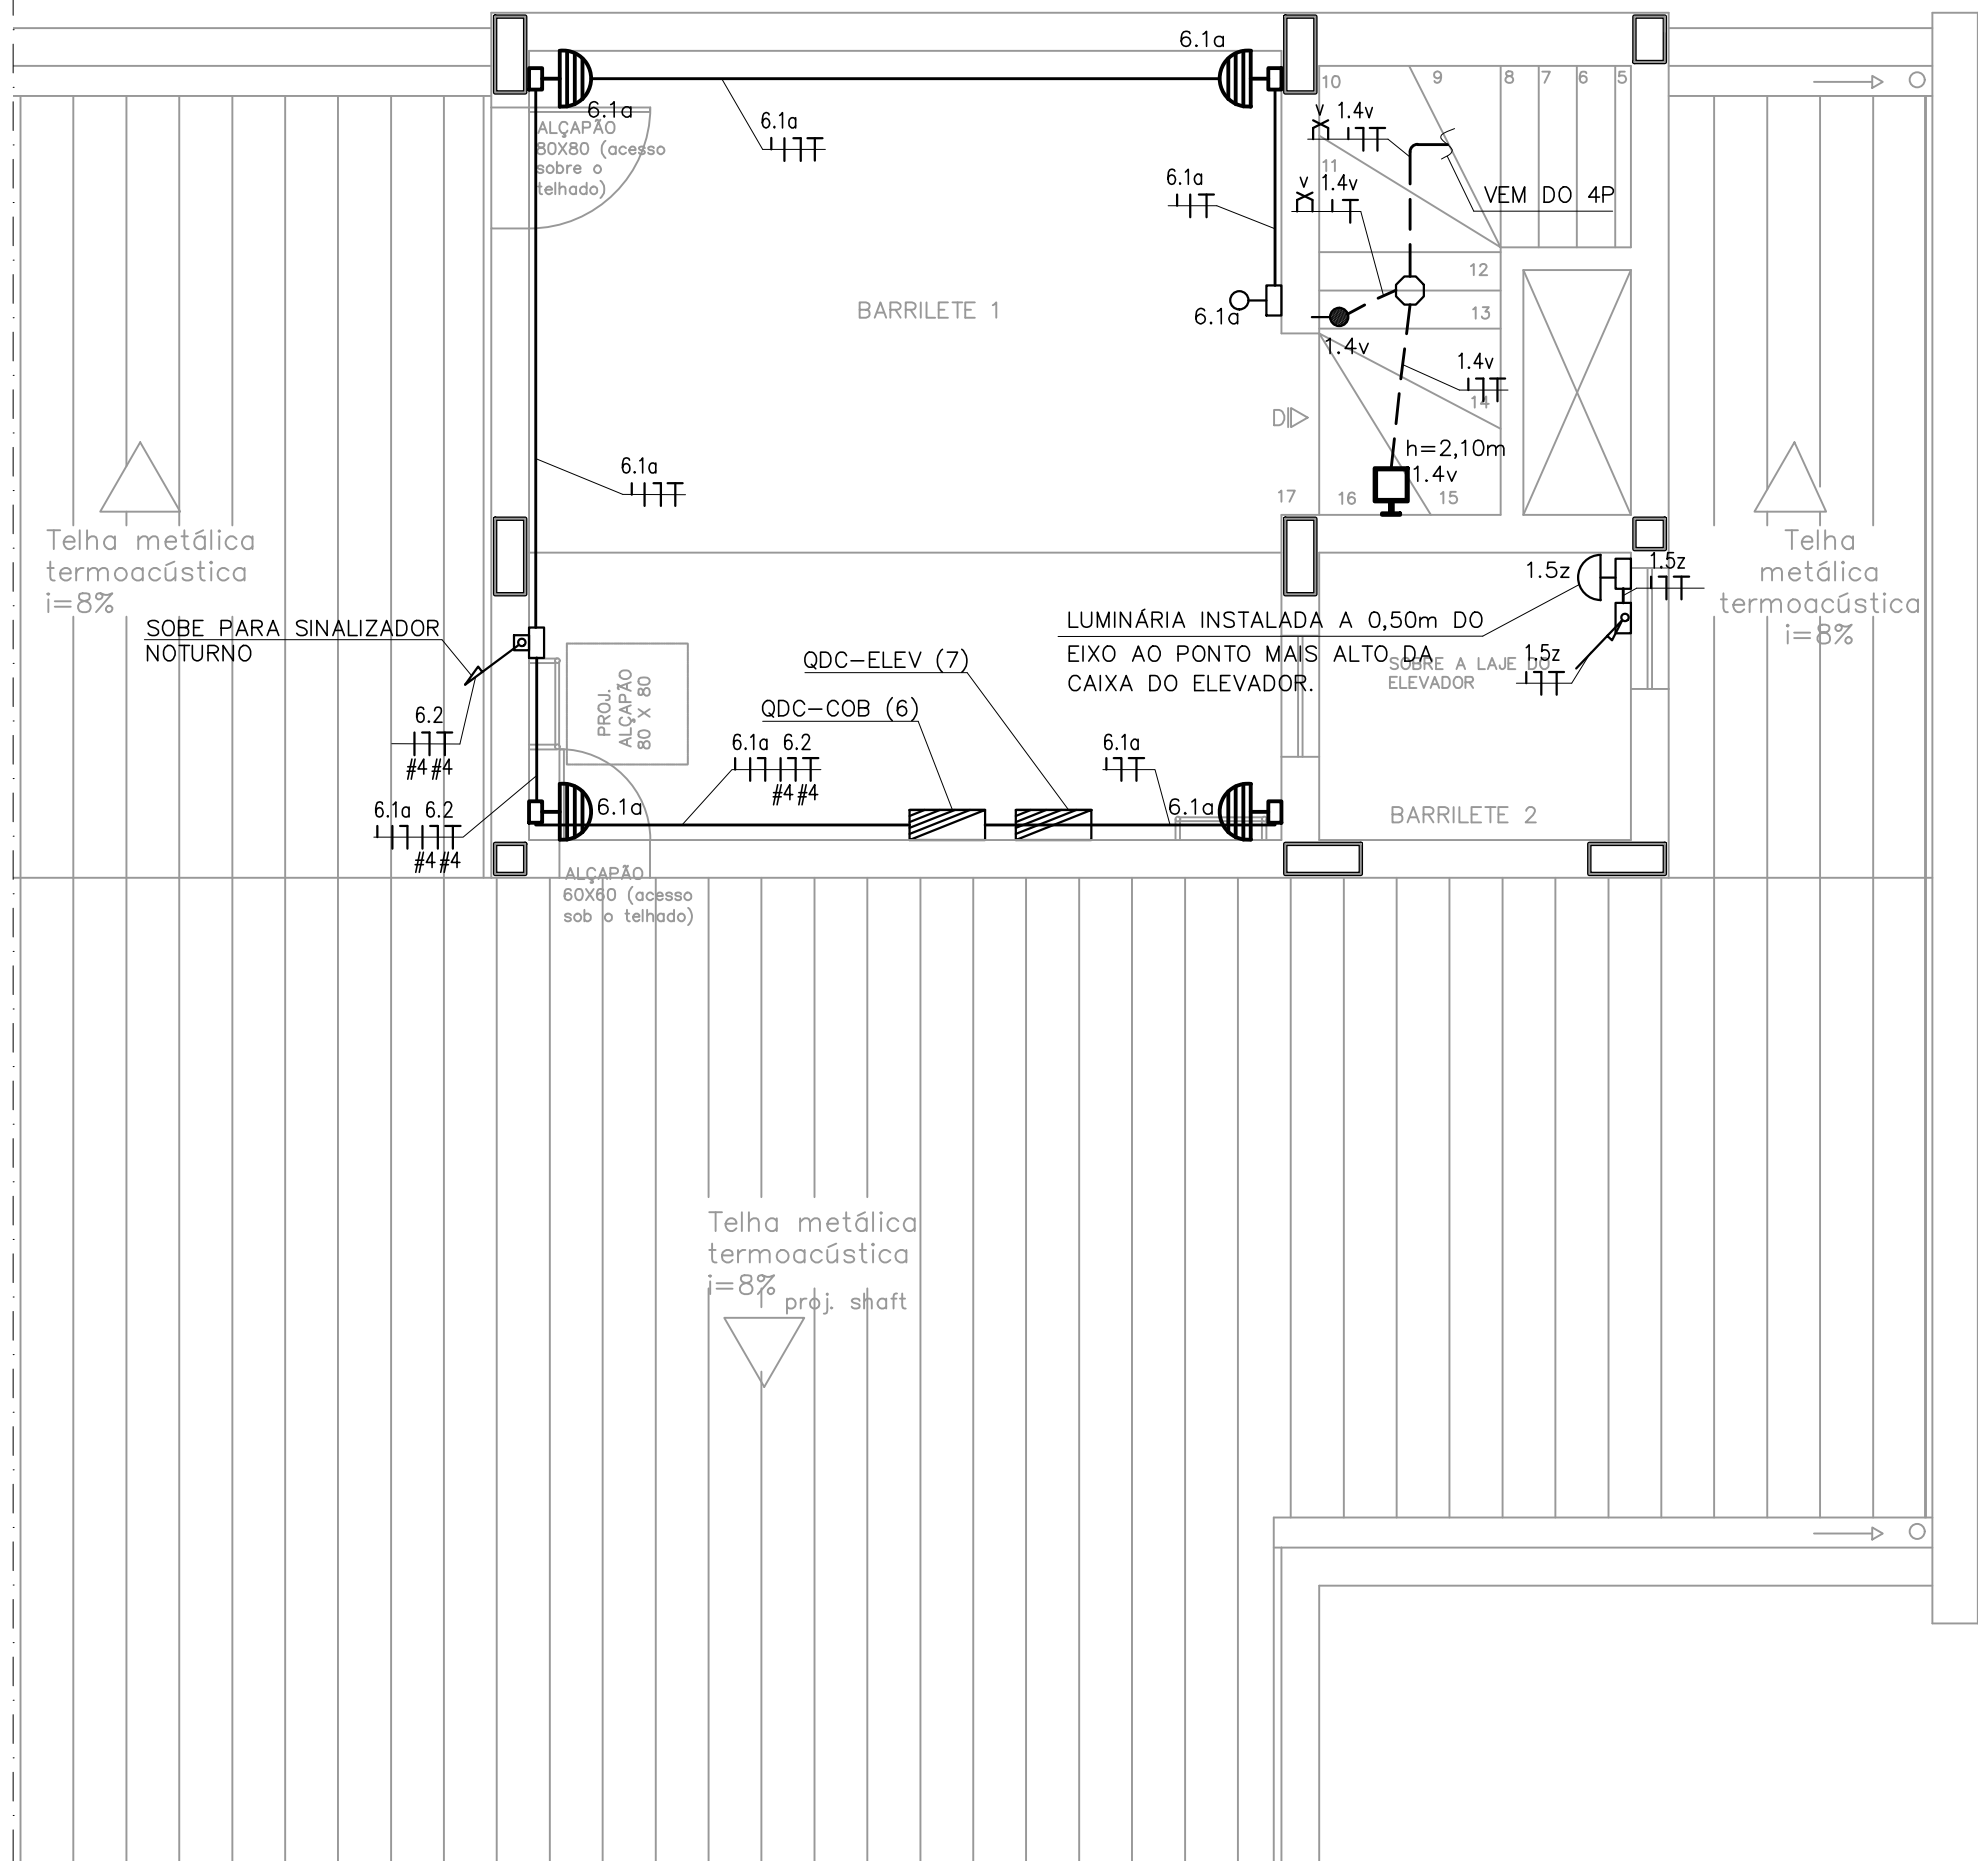 6.1a
6.1a
ALÇAPÃO
80X80 (acesso
sobre o
telhado)
6.1a
6.1a
BARRILETE 1
6.1a
10
9
8
7
6
5
v 1.4v
11
v 1.4v
VEM DO 4P
12
13
1.4v
1.4v
14
D
h=2,10m
1.4v
17
16
15
6.1a
Telha metálica
termoacústica
i=8%
Telha
metálica
termoacústica
i=8%
SOBE PARA SINALIZADOR
NOTURNO
1.5z
1.5z
LUMINÁRIA INSTALADA A 0,50m DO
EIXO AO PONTO MAIS ALTO DA
CAIXA DO ELEVADOR.
SOBRE A LAJE DO
ELEVADOR
1.5z
QDC-ELEV (7)
PROJ.
ALÇAPÃO
80 X 80
QDC-COB (6)
6.2
#4 #4
6.1a 6.2
#4 #4
6.1a
6.1a
6.1a
6.1a 6.2
#4 #4
BARRILETE 2
ALÇAPÃO
60X60 (acesso
sob o telhado)
Telha metálica
termoacústica
i=8%
proj. shaft